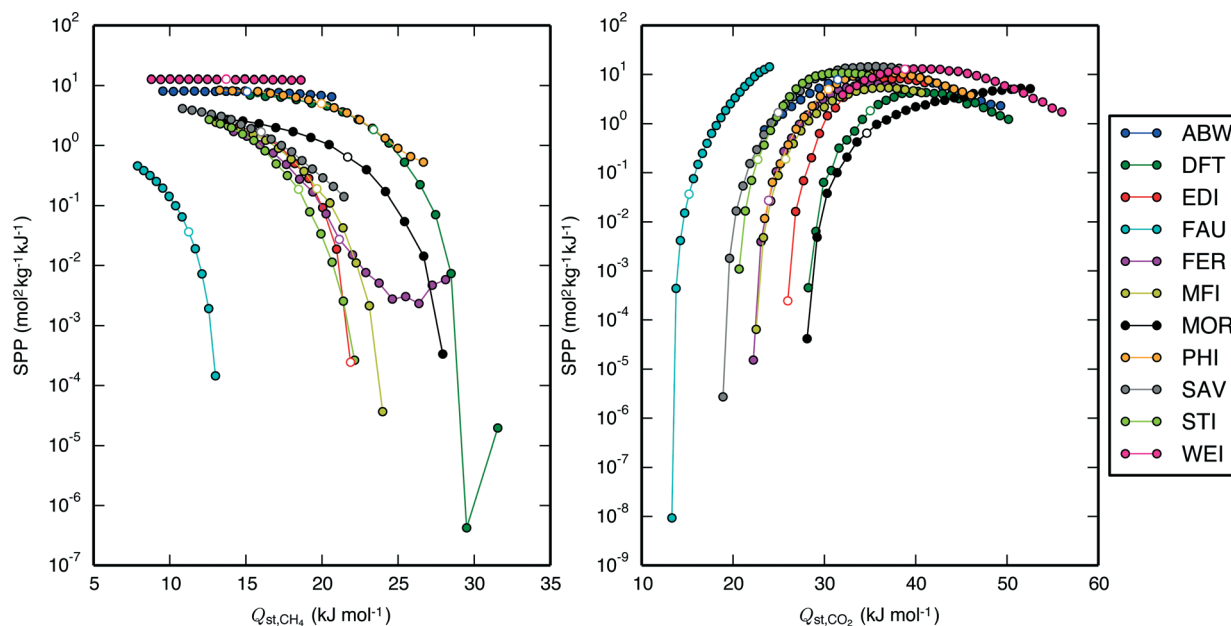 10²
10¹
10⁰
10⁻¹
10⁻²
10⁻³
10⁻⁴
10⁻⁵
10⁻⁶
10⁻⁷
SPP (mol²kg⁻¹kJ⁻¹)
5 10 15 20 25 30 35
Qst,CH₄ (kJ mol⁻¹)
10²
10¹
10⁰
10⁻¹
10⁻²
10⁻³
10⁻⁴
10⁻⁵
10⁻⁶
10⁻⁷
10⁻⁸
10⁻⁹
SPP (mol²kg⁻¹kJ⁻¹)
10 20 30 40 50 60
Qst,CO₂ (kJ mol⁻¹)
ABW
DFT
EDI
FAU
FER
MFI
MOR
PHI
SAV
STI
WEI